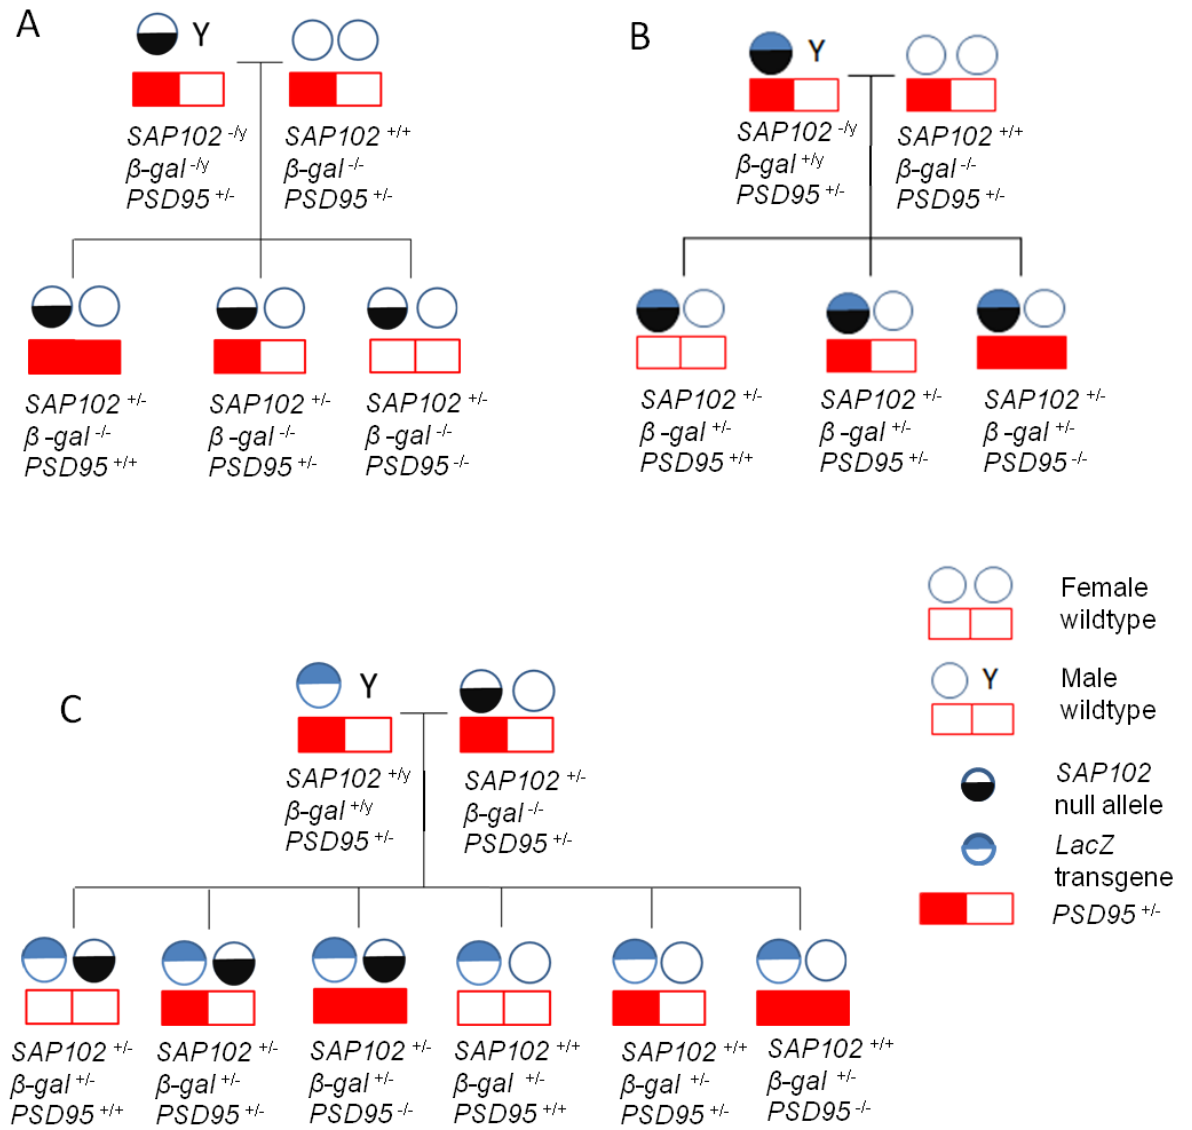 A
Y
SAP102 -/y
β-gal -/y
PSD95 +/-
SAP102 +/+
β-gal -/-
PSD95 +/-
SAP102 +/-
β -gal -/-
PSD95 +/+
SAP102 +/-
β -gal -/-
PSD95 +/-
SAP102 +/-
β -gal -/-
PSD95 -/-
B
Y
SAP102 -/y
β-gal +/y
PSD95 +/-
SAP102 +/+
β-gal -/-
PSD95 +/-
SAP102 +/-
β -gal +/-
PSD95 +/+
SAP102 +/-
β -gal +/-
PSD95 +/-
SAP102 +/-
β -gal +/-
PSD95 -/-
C
Y
SAP102 +/y
β-gal +/y
PSD95 +/-
SAP102 +/-
β-gal -/-
PSD95 +/-
SAP102 +/-
β-gal +/-
PSD95 +/+
SAP102 +/-
β-gal +/-
PSD95 +/-
SAP102 +/-
β-gal +/-
PSD95 -/-
SAP102 +/+
β-gal +/-
PSD95 +/+
SAP102 +/+
β-gal +/-
PSD95 +/-
SAP102 +/+
β-gal +/-
PSD95 -/-
Female
wildtype
Y
Male
wildtype
SAP102
null allele
LacZ
transgene
PSD95 +/-